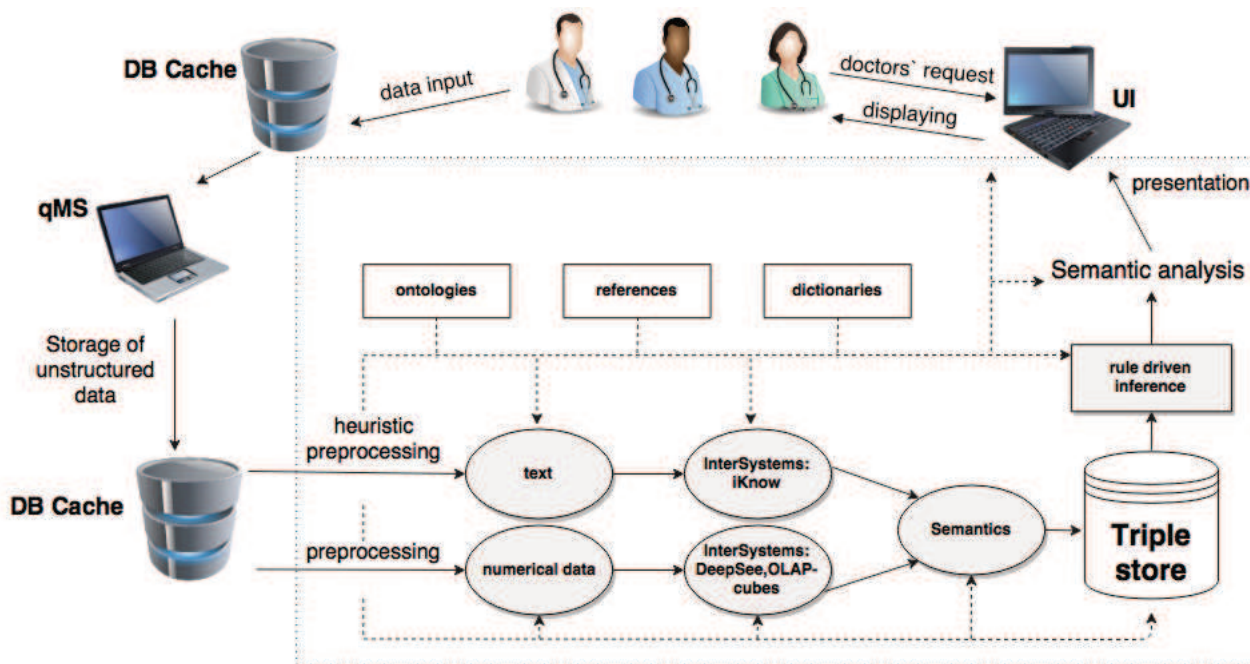 DB Cache
data input
doctors` request
displaying
UI
qMS
presentation
Semantic analysis
ontologies
references
dictionaries
Storage of
unstructured
data
rule driven
inference
heuristic
preprocessing
text
InterSystems:
iKnow
DB Cache
Semantics
Triple
store
preprocessing
numerical data
InterSystems:
DeepSee,OLAP-
cubes